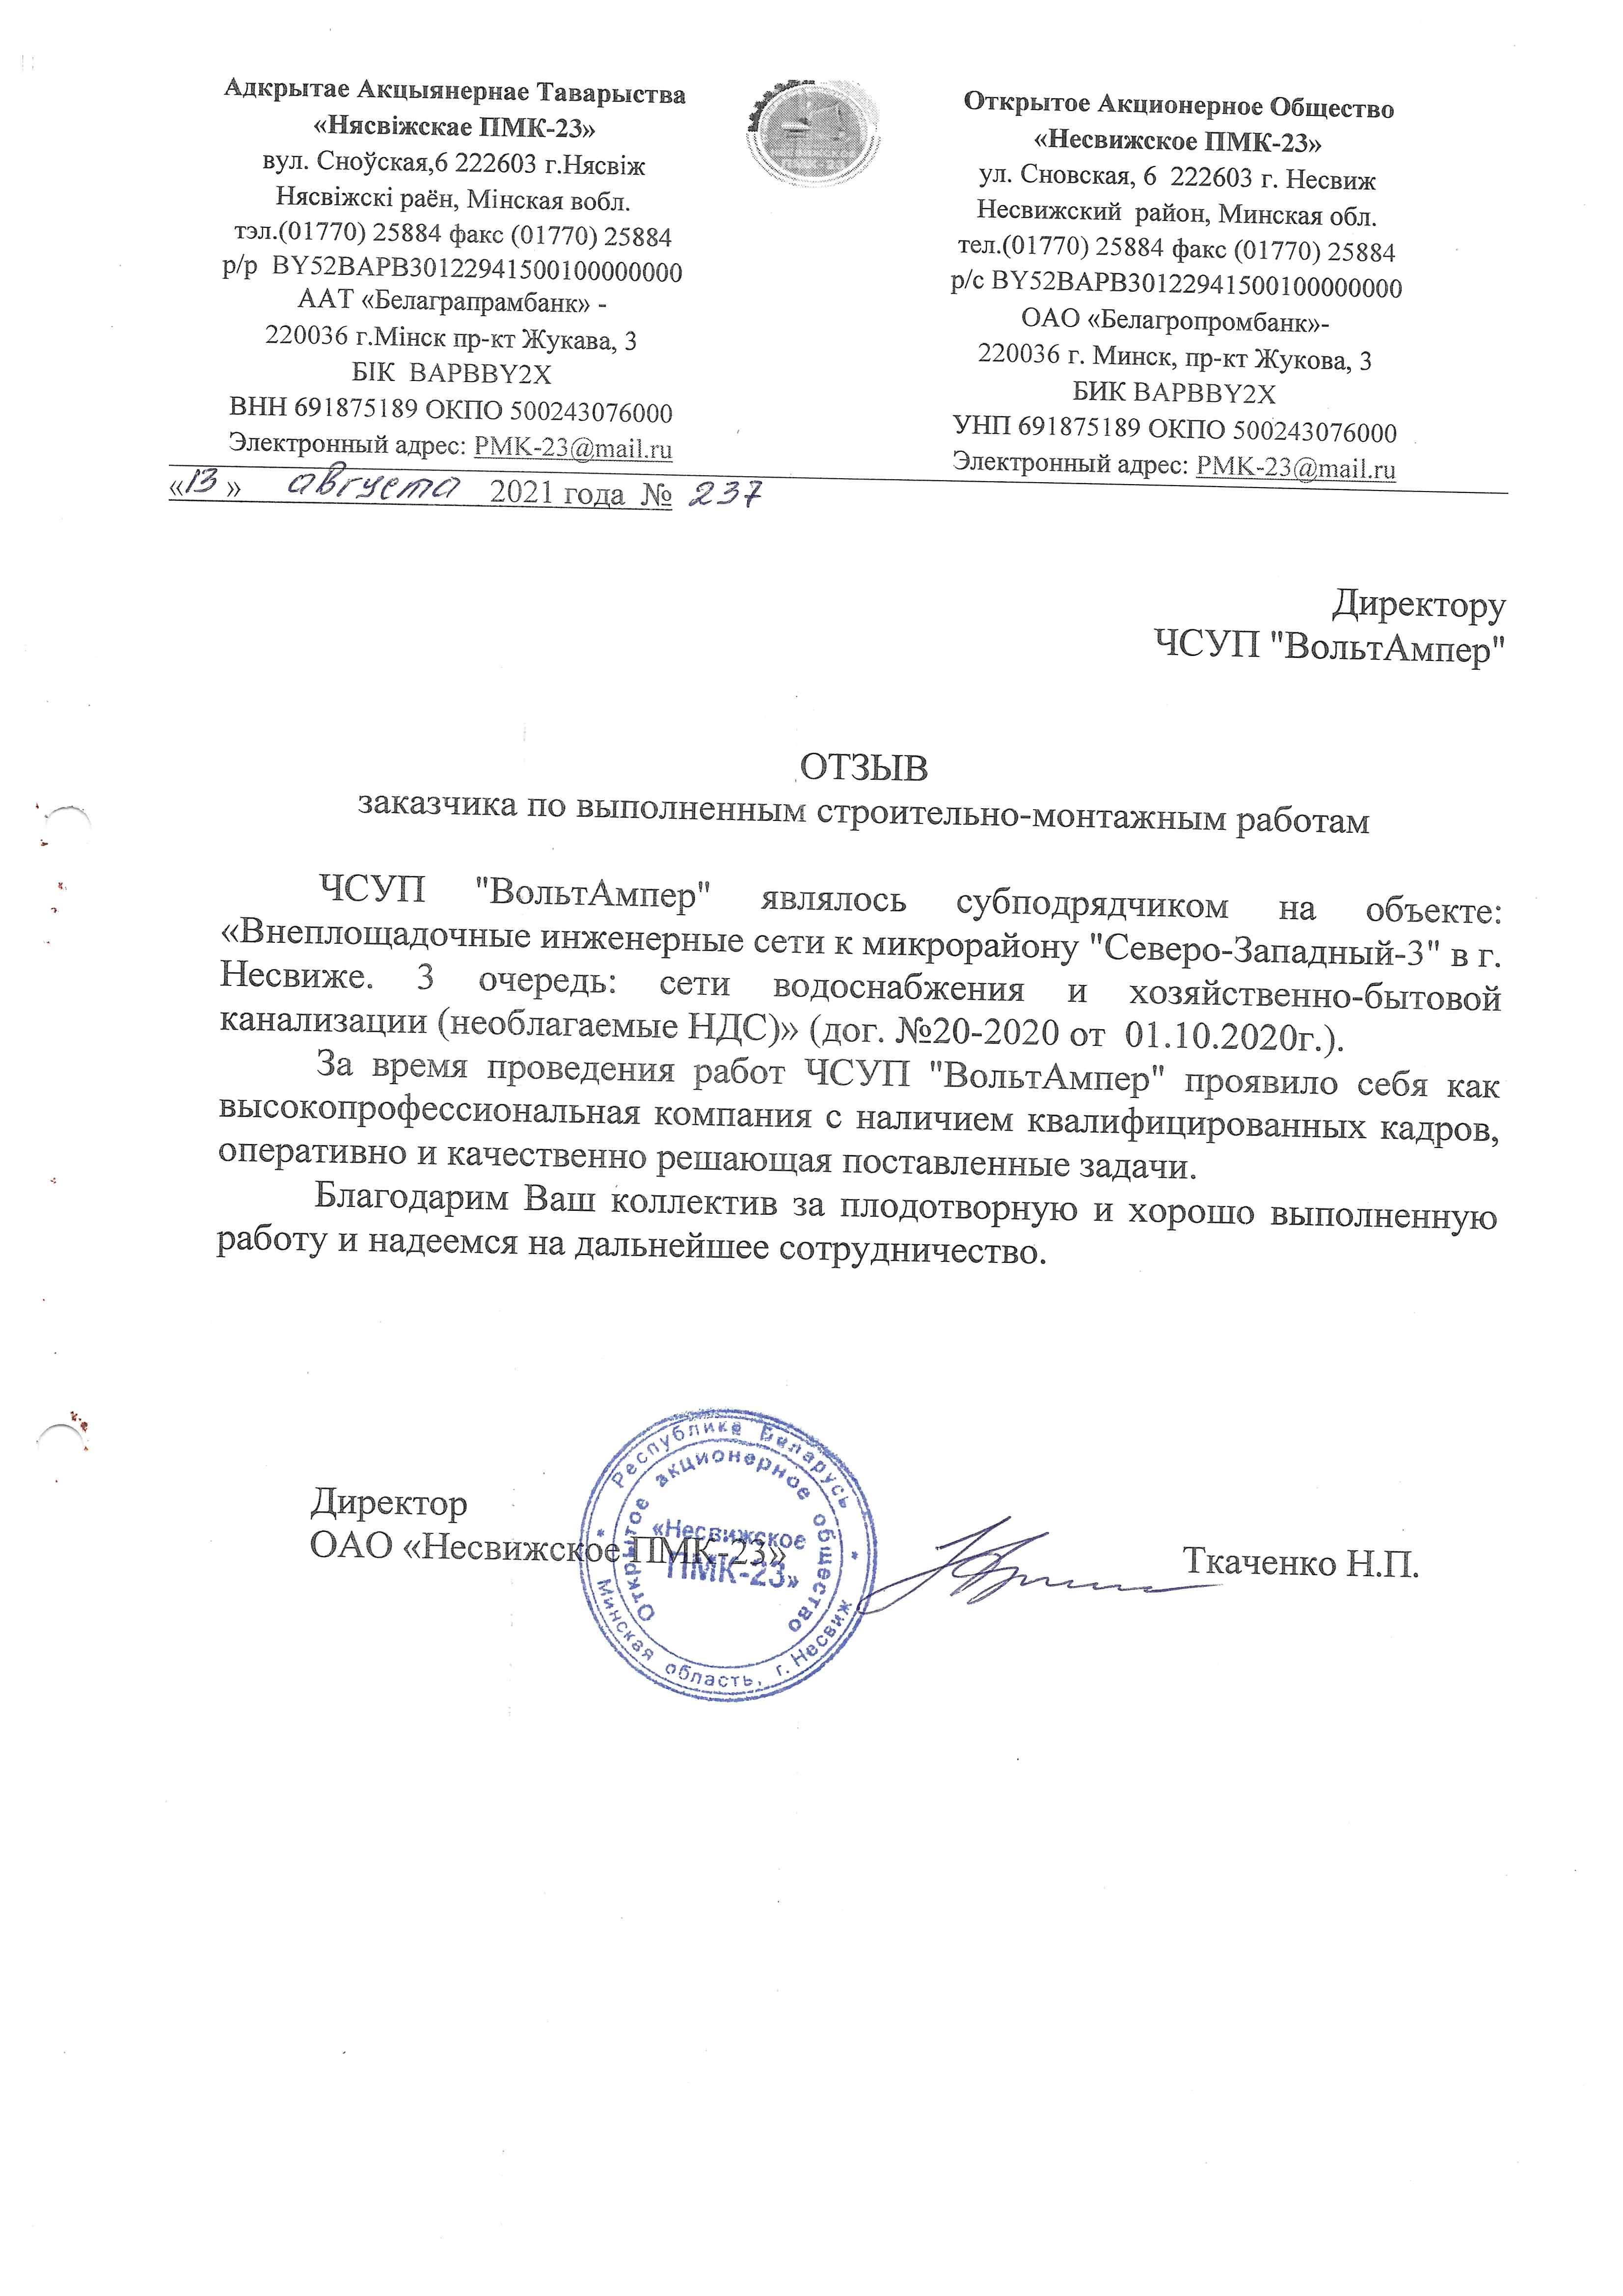 Адкрытае Акцыянернае Таварыства
«Нясвіжскае ПМК-23»
вул. Сноўская,6 222603 г.Нясвіж
Нясвіжскі раён, Мінская вобл.
тэл.(01770) 25884 факс (01770) 25884
р/р BY52BAPB30122941500100000000
ААТ «Белаграпрамбанк» -
220036 г.Мінск пр-кт Жукава, 3
БІК BAPBBY2X
ВНН 691875189 ОКПО 500243076000
Электронный адрес: PMK-23@mail.ru
Открытое Акционерное Общество
«Несвижское ПМК-23»
ул. Сновская, 6 222603 г. Несвиж
Несвижский район, Минская обл.
тел.(01770) 25884 факс (01770) 25884
р/с BY52BAPB30122941500100000000
ОАО «Белагропромбанк»-
220036 г. Минск, пр-кт Жукова, 3
БИК BAPBBY2X
УНП 691875189 ОКПО 500243076000
Электронный адрес: PMK-23@mail.ru
«13» августа 2021 года № 237
Директору
ЧСУП "ВольтАмпер"
ОТЗЫВ
заказчика по выполненным строительно-монтажным работам
ЧСУП "ВольтАмпер" являлось субподрядчиком на объекте:
«Внеплощадочные инженерные сети к микрорайону "Северо-Западный-3" в г.
Несвиже. 3 очередь: сети водоснабжения и хозяйственно-бытовой
канализации (необлагаемые НДС)» (дог. №20-2020 от 01.10.2020г.).
За время проведения работ ЧСУП "ВольтАмпер" проявило себя как
высокопрофессиональная компания с наличием квалифицированных кадров,
оперативно и качественно решающая поставленные задачи.
Благодарим Ваш коллектив за плодотворную и хорошо выполненную
работу и надеемся на дальнейшее сотрудничество.
Директор
ОАО «Несвижское ПМК-23»
Ткаченко Н.П.
Республика Беларусь
Открытое акционерное общество
«Несвижское
ПМК-23»
Минская область, г. Несвиж